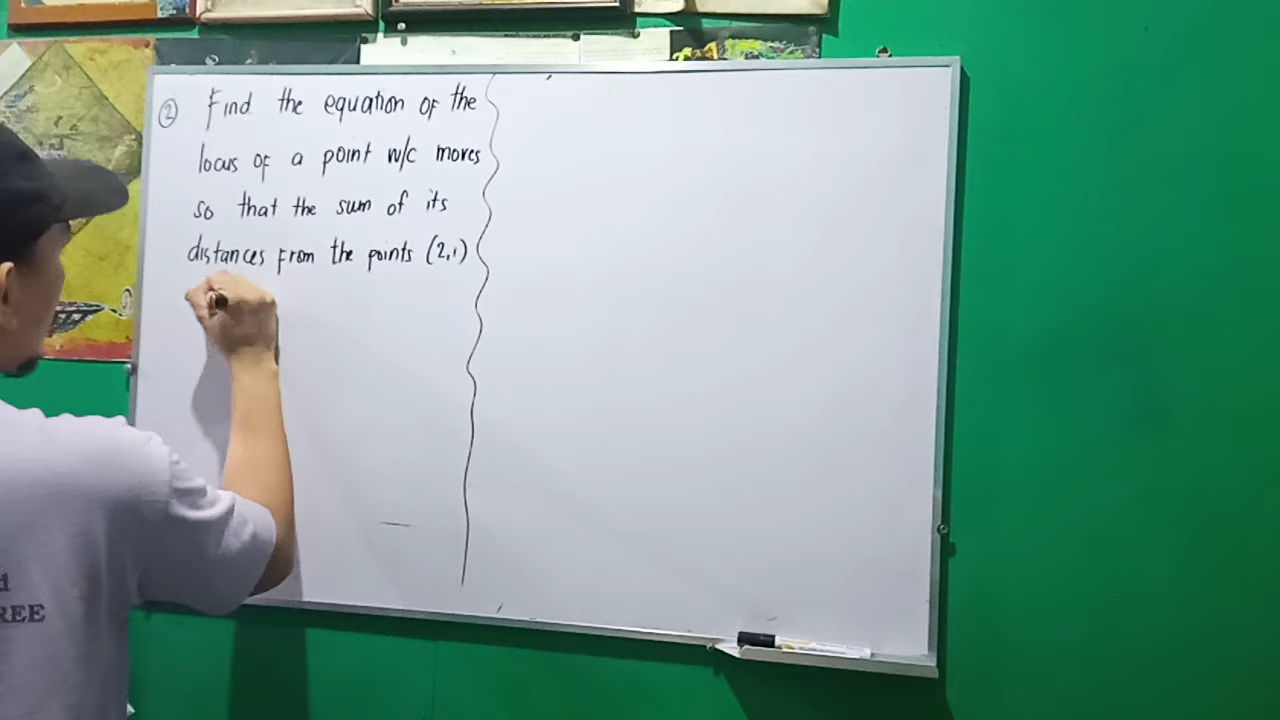 ② Find the equation of the
locus of a point w/c moves
so that the sum of its
distances from the points (2,1)
REE